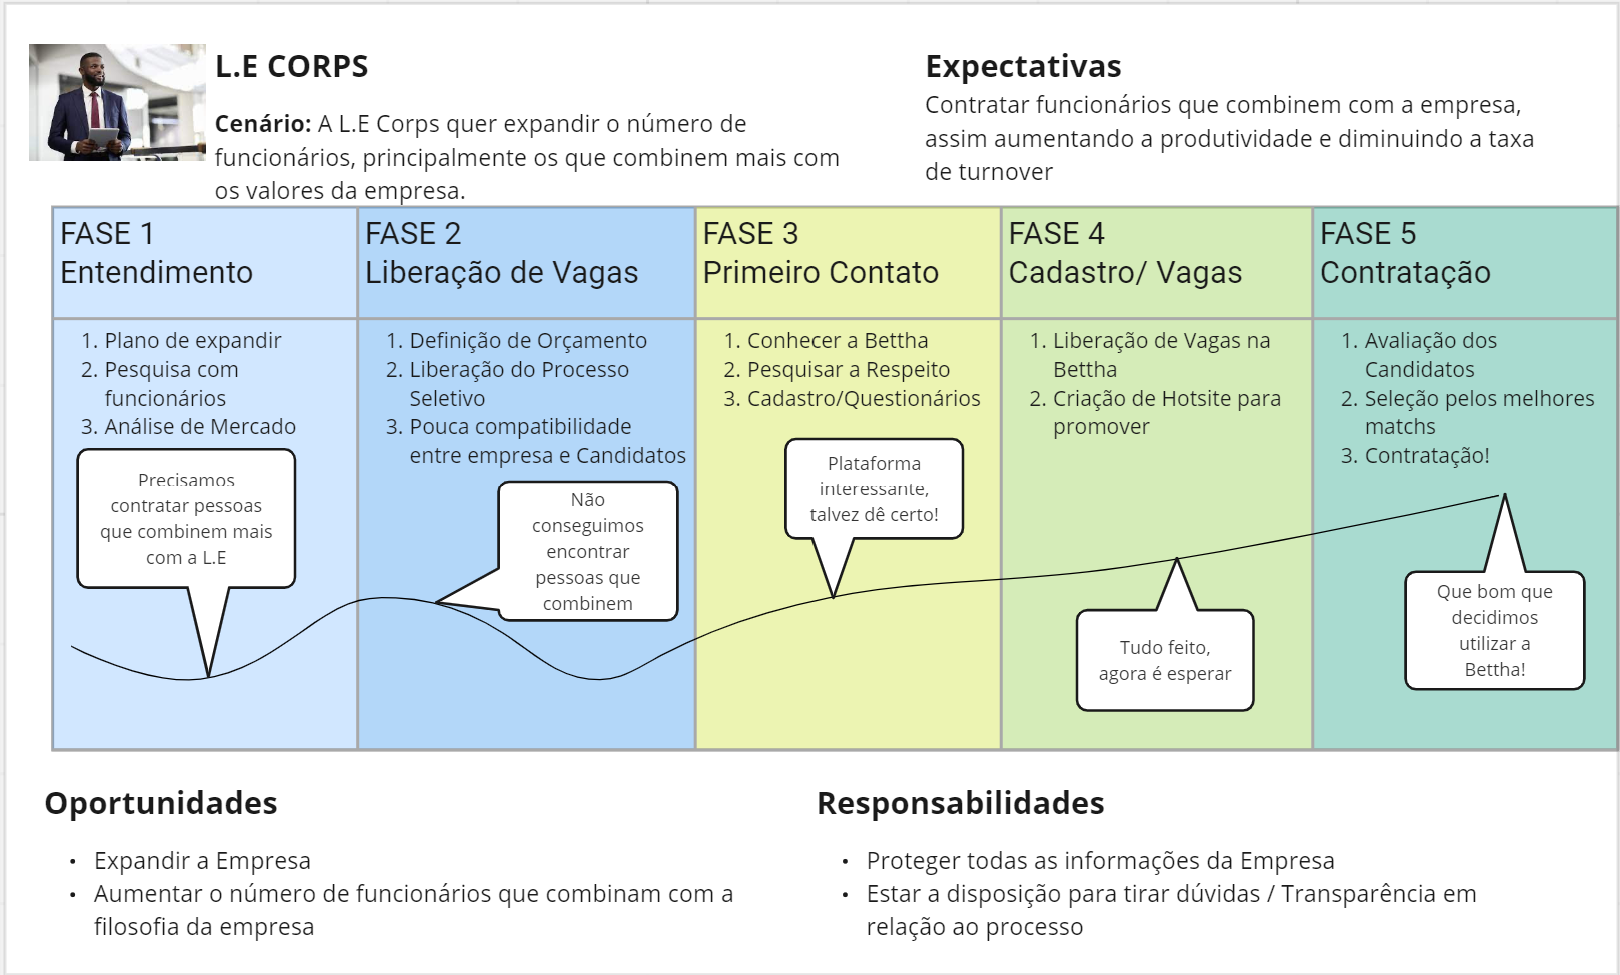 L.E CORPS
Cenário: A L.E Corps quer expandir o número de
funcionários, principalmente os que combinem mais com
os valores da empresa.
Expectativas
Contratar funcionários que combinem com a empresa,
assim aumentando a produtividade e diminuindo a taxa
de turnover
FASE 1
Entendimento
FASE 2
Liberação de Vagas
FASE 3
Primeiro Contato
FASE 4
Cadastro/ Vagas
FASE 5
Contratação
1. Plano de expandir
2. Pesquisa com
funcionários
3. Análise de Mercado
Precisamos
contratar pessoas
que combinem mais
com a L.E
1. Definição de Orçamento
2. Liberação do Processo
Seletivo
3. Pouca compatibilidade
entre empresa e Candidatos
Não
conseguimos
encontrar
pessoas que
combinem
1. Conhecer a Bettha
2. Pesquisar a Respeito
3. Cadastro/Questionários
Plataforma
interessante,
talvez dê certo!
1. Liberação de Vagas na
Bettha
2. Criação de Hotsite para
promover
Tudo feito,
agora é esperar
1. Avaliação dos
Candidatos
2. Seleção pelos melhores
matchs
3. Contratação!
Que bom que
decidimos
utilizar a
Bettha!
Oportunidades
• Expandir a Empresa
• Aumentar o número de funcionários que combinam com a
filosofia da empresa
Responsabilidades
• Proteger todas as informações da Empresa
• Estar a disposição para tirar dúvidas / Transparência em
relação ao processo